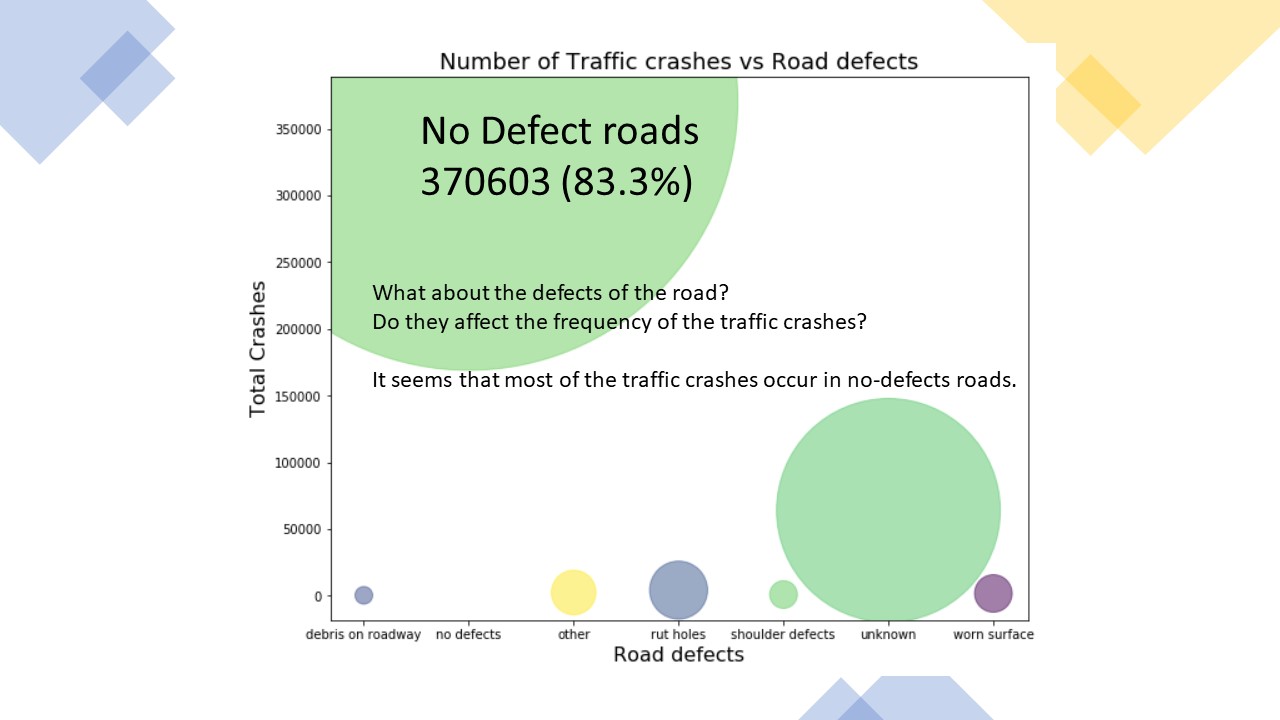 Number of Traffic crashes vs Road defects
No Defect roads
370603 (83.3%)
What about the defects of the road?
Do they affect the frequency of the traffic crashes?
It seems that most of the traffic crashes occur in no-defects roads.
Total Crashes
350000
300000
250000
200000
150000
100000
50000
0
debris on roadway no defects other rut holes shoulder defects unknown worn surface
Road defects